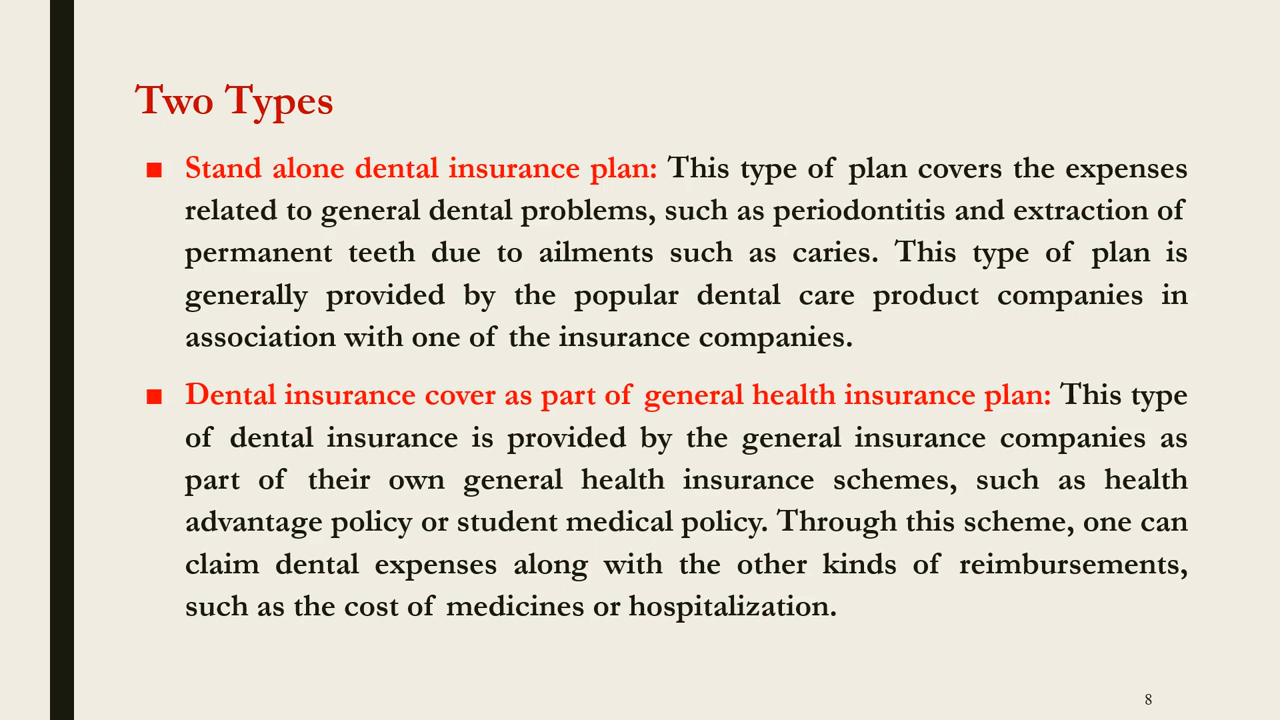 Two Types
▪ Stand alone dental insurance plan: This type of plan covers the expenses
related to general dental problems, such as periodontitis and extraction of
permanent teeth due to ailments such as caries. This type of plan is
generally provided by the popular dental care product companies in
association with one of the insurance companies.
▪ Dental insurance cover as part of general health insurance plan: This type
of dental insurance is provided by the general insurance companies as
part of their own general health insurance schemes, such as health
advantage policy or student medical policy. Through this scheme, one can
claim dental expenses along with the other kinds of reimbursements,
such as the cost of medicines or hospitalization.
8